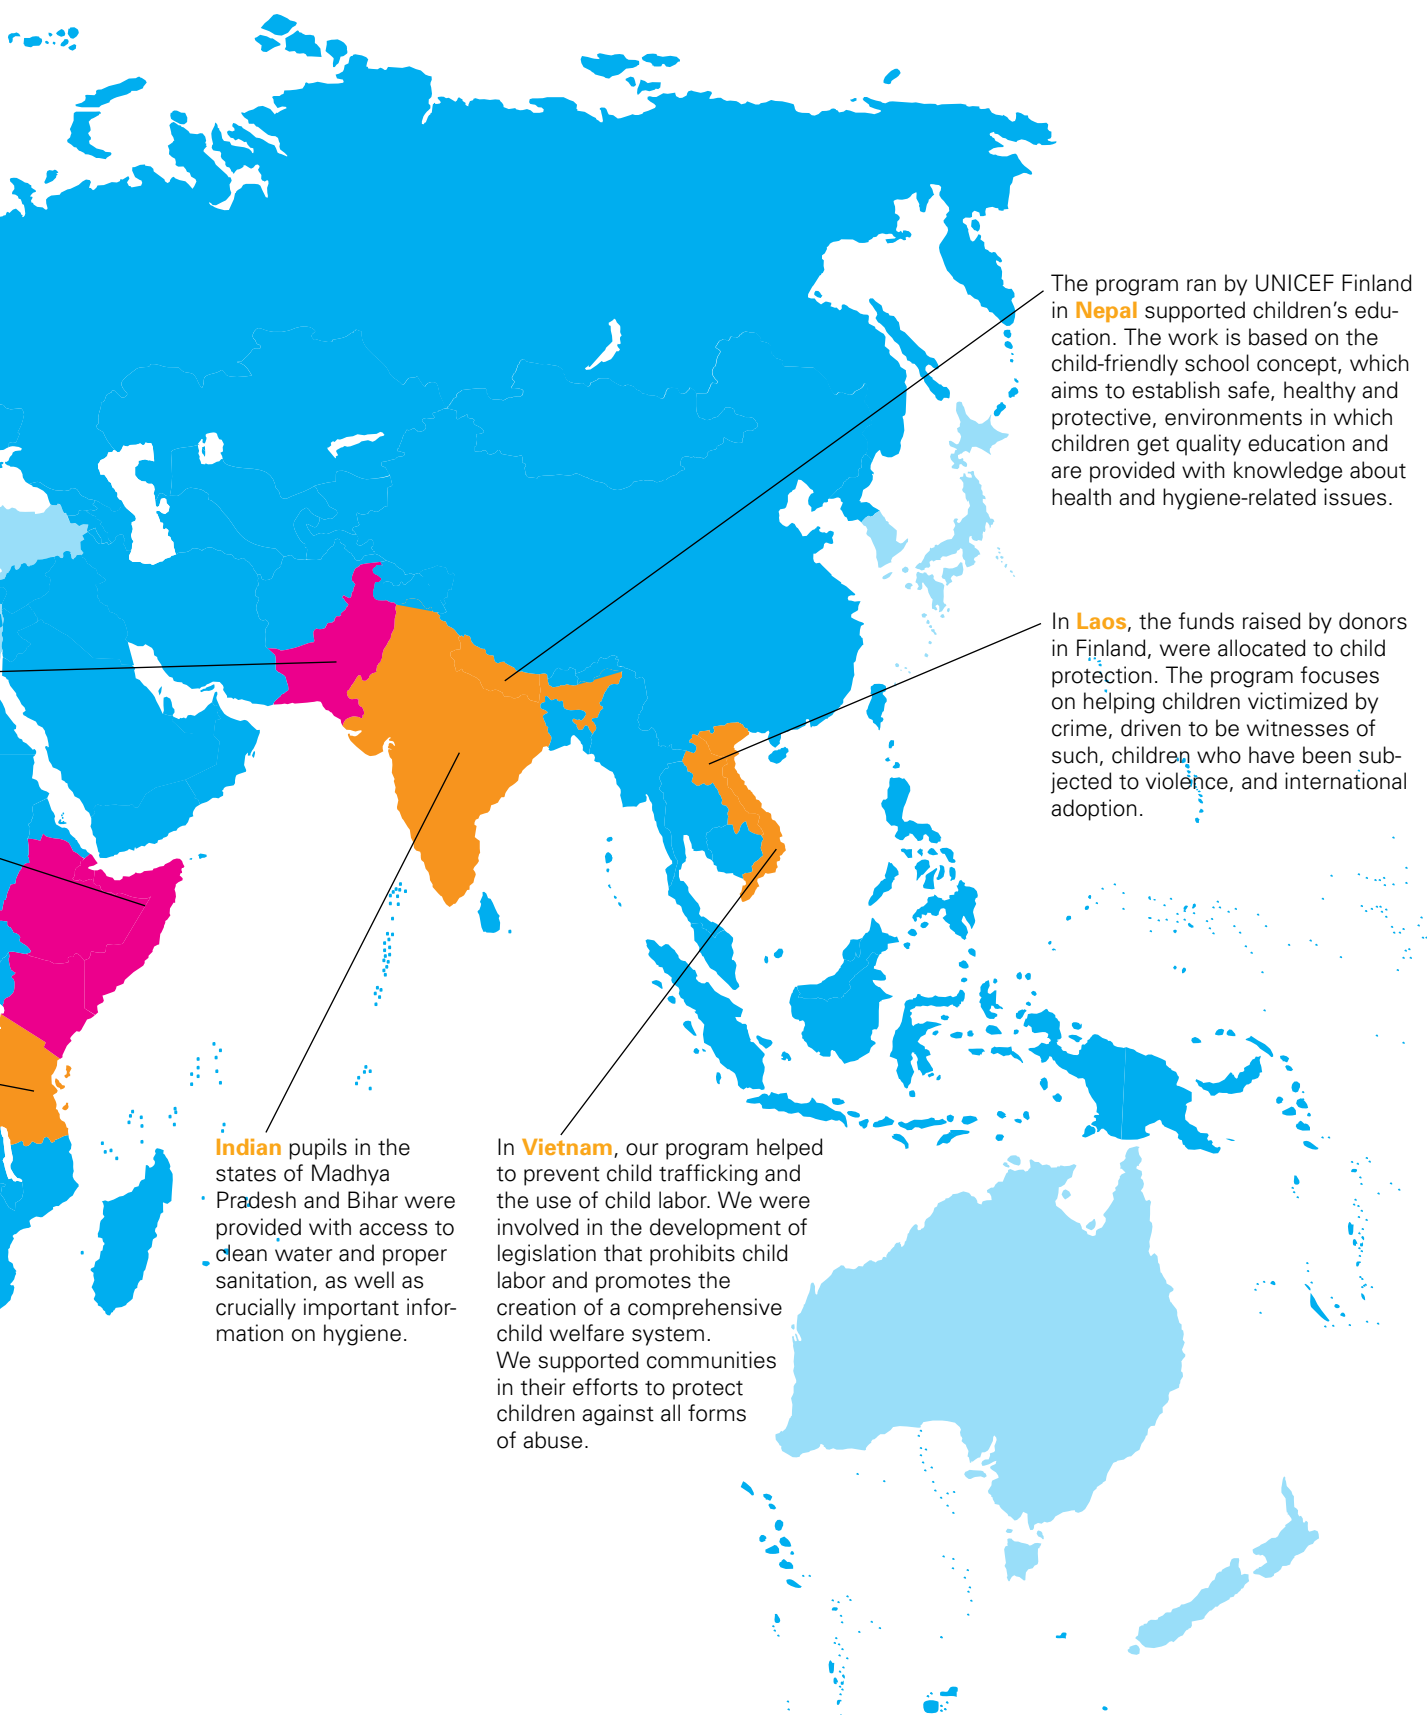 The program ran by UNICEF Finland
in Nepal supported children’s edu-
cation. The work is based on the
child-friendly school concept, which
aims to establish safe, healthy and
protective, environments in which
children get quality education and
are provided with knowledge about
health and hygiene-related issues.
In Laos, the funds raised by donors
in Finland, were allocated to child
protection. The program focuses
on helping children victimized by
crime, driven to be witnesses of
such, children who have been sub-
jected to violence, and international
adoption.
Indian pupils in the
states of Madhya
Pradesh and Bihar were
provided with access to
clean water and proper
sanitation, as well as
crucially important infor-
mation on hygiene.
In Vietnam, our program helped
to prevent child trafficking and
the use of child labor. We were
involved in the development of
legislation that prohibits child
labor and promotes the
creation of a comprehensive
child welfare system.
We supported communities
in their efforts to protect
children against all forms
of abuse.